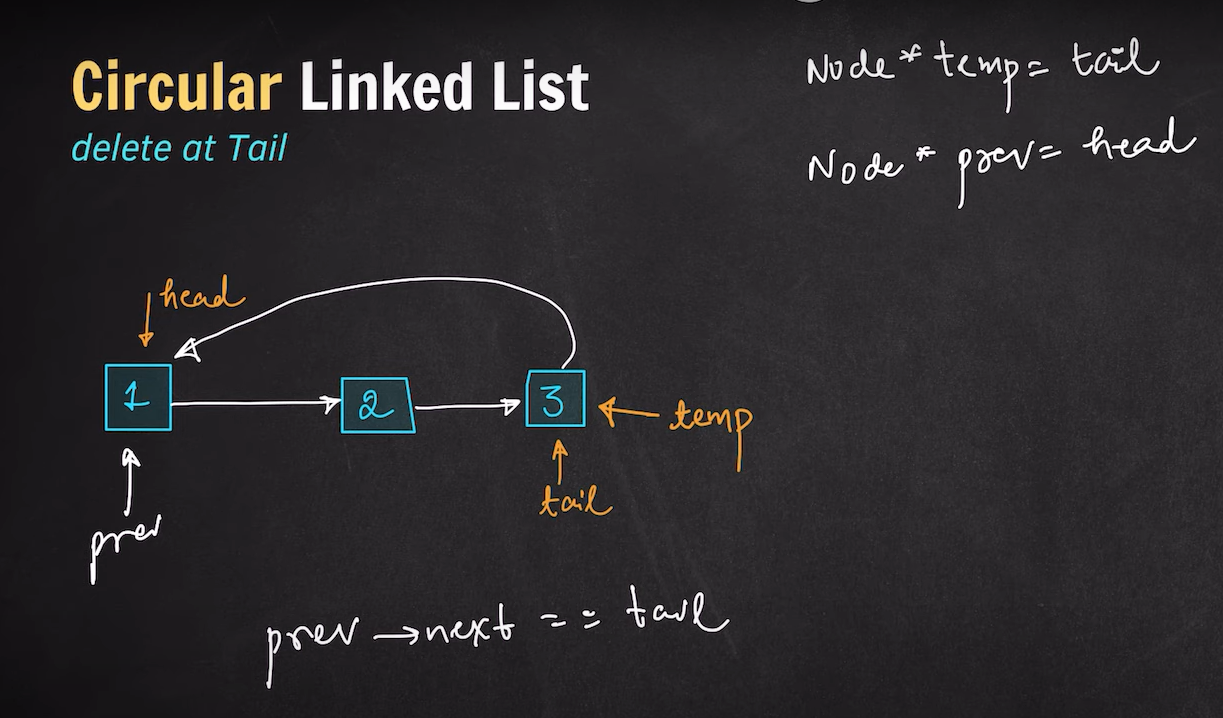 Circular Linked List
delete at Tail
Node* temp = tail
Node* prev = head
head
1
2
3
temp
tail
prev
prev → next == tail